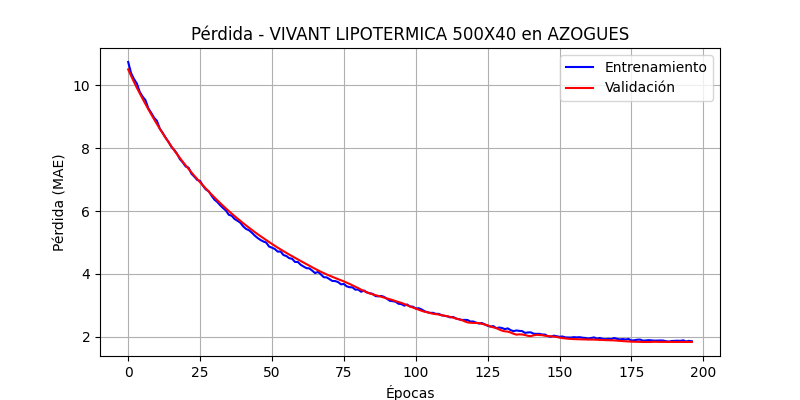 Pérdida - VIVANT LIPOTERMICA 500X40 en AZOGUES
Entrenamiento
Validación
Pérdida (MAE)
10
8
6
4
2
0 25 50 75 100 125 150 175 200
Épocas